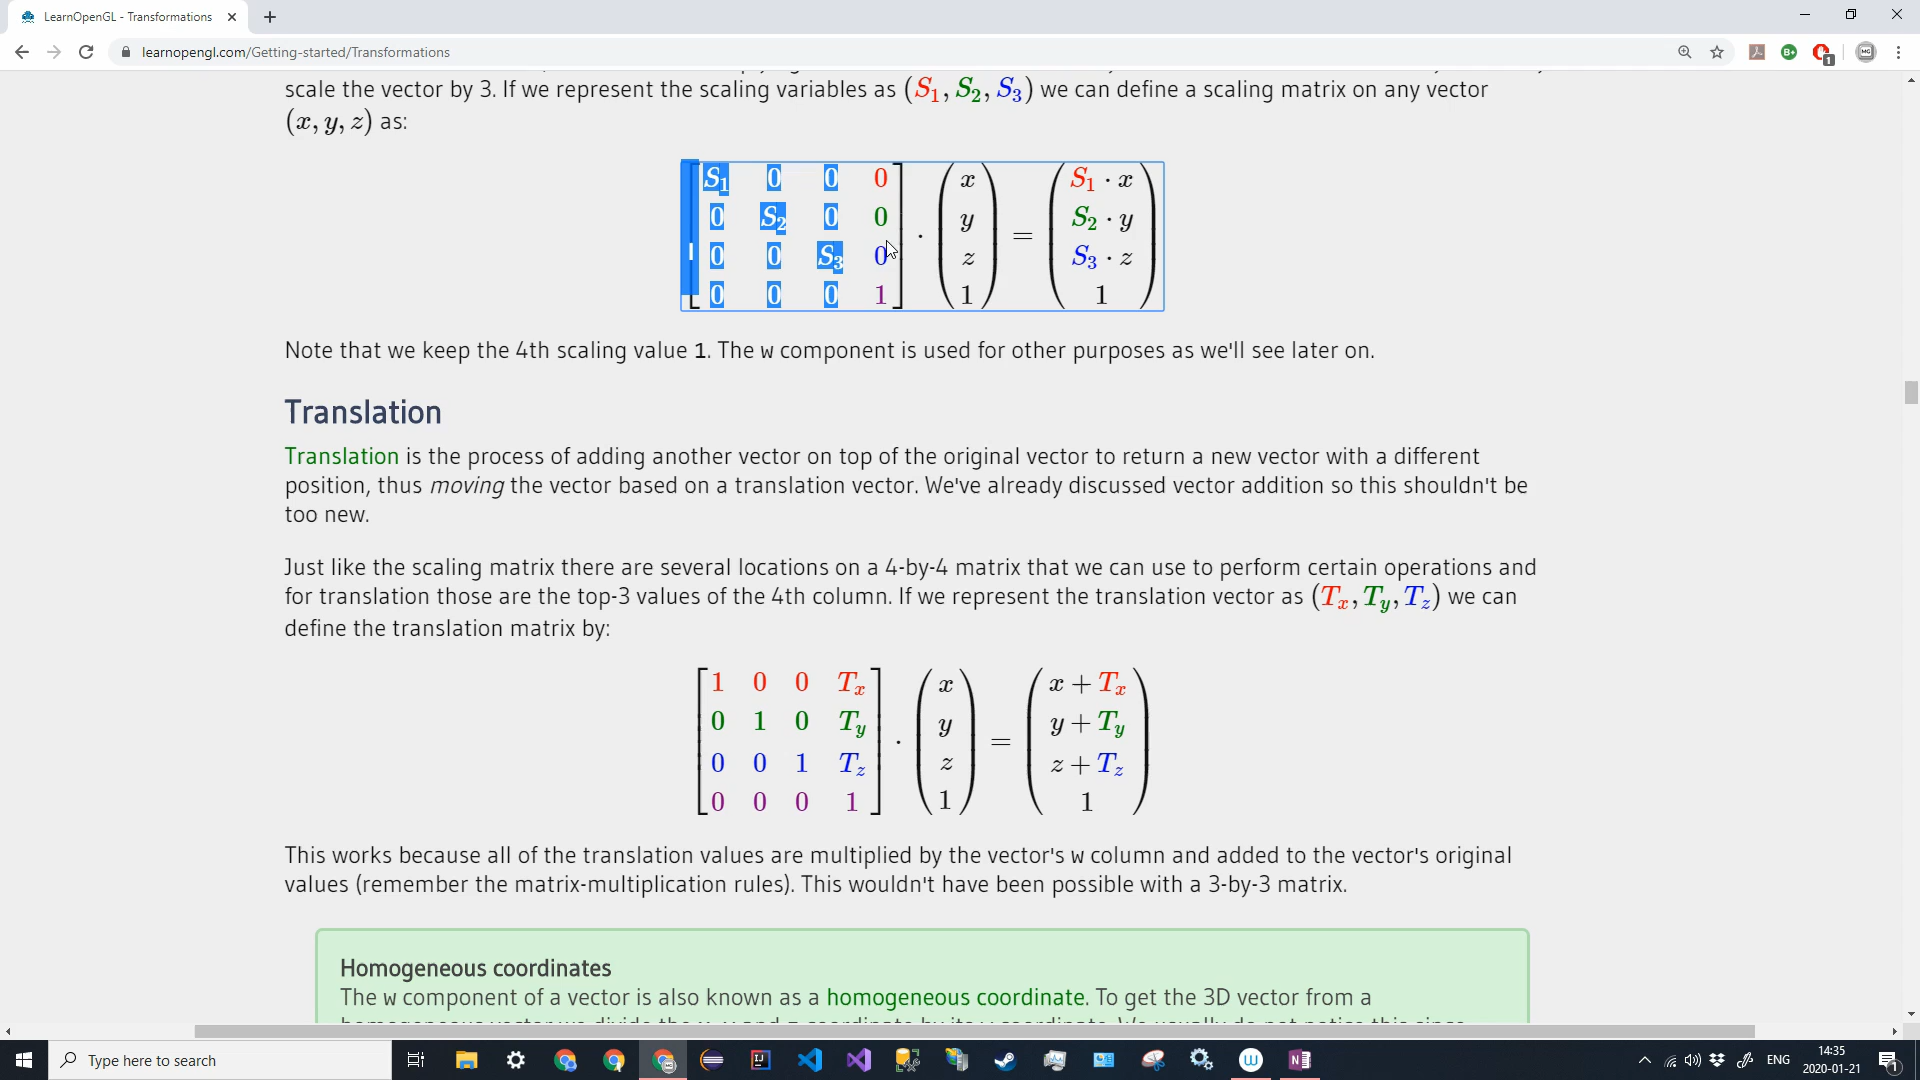 LearnOpenGL - Transformations
learnopengl.com/Getting-started/Transformations
scale the vector by 3. If we represent the scaling variables as (S₁, S₂, S₃) we can define a scaling matrix on any vector
(x, y, z) as:
[S₁ 0 0 0] (x) (S₁ · x)
[0 S₂ 0 0] (y) (S₂ · y)
[0 0 S₃ 0] · (z) = (S₃ · z)
[0 0 0 1] (1) (1)
Note that we keep the 4th scaling value 1. The w component is used for other purposes as we'll see later on.
Translation
Translation is the process of adding another vector on top of the original vector to return a new vector with a different
position, thus moving the vector based on a translation vector. We've already discussed vector addition so this shouldn't be
too new.
Just like the scaling matrix there are several locations on a 4-by-4 matrix that we can use to perform certain operations and
for translation those are the top-3 values of the 4th column. If we represent the translation vector as (Tₓ, Tᵧ, T_z) we can
define the translation matrix by:
[1 0 0 Tₓ] (x) (x + Tₓ)
[0 1 0 Tᵧ] (y) (y + Tᵧ)
[0 0 1 T_z] · (z) = (z + T_z)
[0 0 0 1] (1) (1)
This works because all of the translation values are multiplied by the vector's w column and added to the vector's original
values (remember the matrix-multiplication rules). This wouldn't have been possible with a 3-by-3 matrix.
Homogeneous coordinates
The w component of a vector is also known as a homogeneous coordinate. To get the 3D vector from a
Type here to search
ENG
14:35
2020-01-21